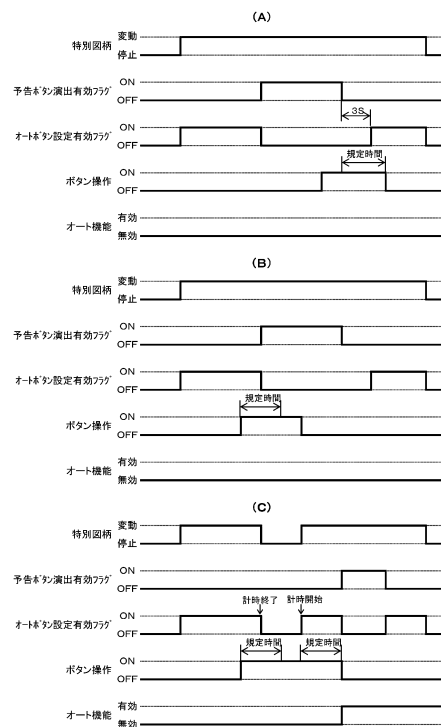 (A)
特別図柄 変動
停止
予告ボタン演出有効フラグ ON
OFF
3S
オートボタン設定有効フラグ ON
OFF
規定時間
ボタン操作 ON
OFF
オート機能 有効
無効
(B)
特別図柄 変動
停止
予告ボタン演出有効フラグ ON
OFF
オートボタン設定有効フラグ ON
OFF
規定時間
ボタン操作 ON
OFF
オート機能 有効
無効
(C)
特別図柄 変動
停止
予告ボタン演出有効フラグ ON
OFF
計時終了 計時開始
オートボタン設定有効フラグ ON
OFF
規定時間 規定時間
ボタン操作 ON
OFF
オート機能 有効
無効